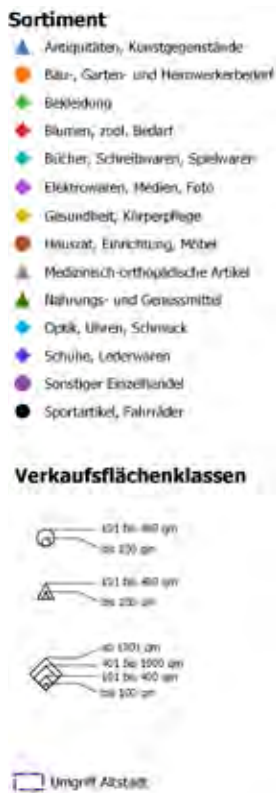 Sortiment
Antiquitäten, Kunstgegenstände
Bau-, Garten- und Heimwerkerbedarf
Bekleidung
Blumen, zool. Bedarf
Bücher, Schreibwaren, Spielwaren
Elektrowaren, Medien, Foto
Gesundheit, Körperpflege
Hausrat, Einrichtung, Möbel
Medizinisch-orthopädische Artikel
Nahrungs- und Genussmittel
Optik, Uhren, Schmuck
Schuhe, Lederwaren
Sonstiger Einzelhandel
Sportartikel, Fahrräder
Verkaufsflächenklassen
101 bis 400 qm
bis 100 qm
101 bis 400 qm
bis 100 qm
ab 1001 qm
401 bis 1000 qm
101 bis 400 qm
bis 100 qm
Umgriff Altstadt